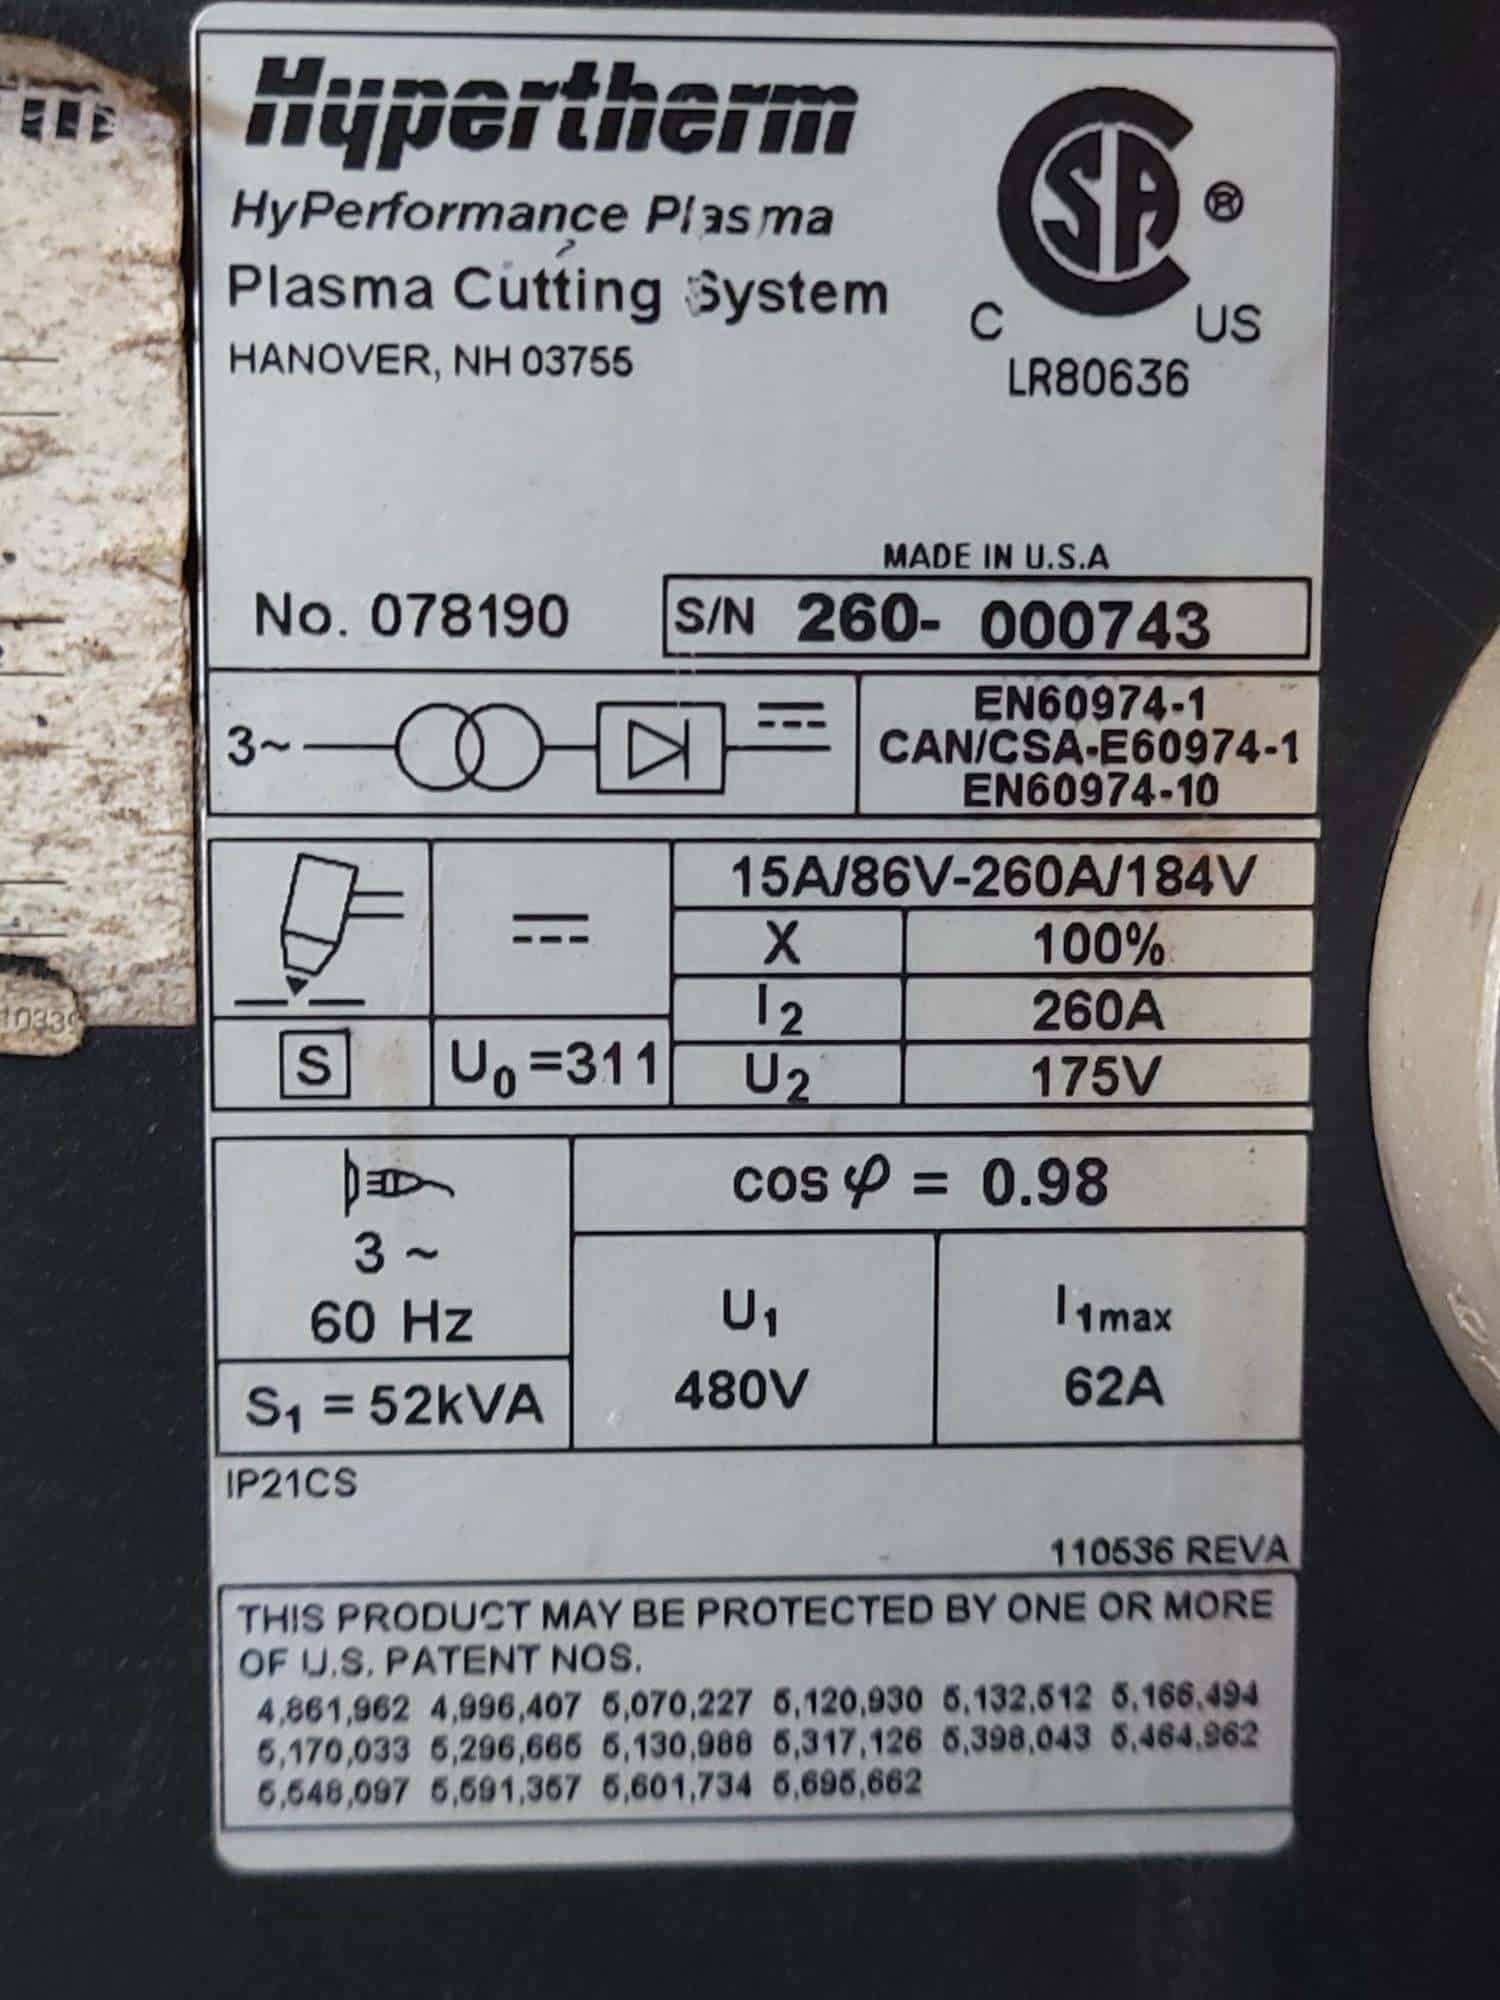 Hypertherm
HyPerformance Plasma
Plasma Cutting System
HANOVER, NH 03755
CSA ®
C US
LR80636
MADE IN U.S.A
No. 078190
S/N 260- 000743
3~
EN60974-1
CAN/CSA-E60974-1
EN60974-10
15A/86V-260A/184V
X 100%
I2 260A
S
U0 =311
U2 175V
3 ~
60 Hz
S1 = 52kVA
cos φ = 0.98
U1
480V
I1max
62A
IP21CS
110536 REVA
THIS PRODUCT MAY BE PROTECTED BY ONE OR MORE
OF U.S. PATENT NOS.
4,861,962 4,996,407 5,070,227 5,120,930 5,132,512 5,166,494
5,170,033 5,296,665 5,130,988 5,317,126 5,398,043 5,464,962
5,548,097 5,591,357 5,601,734 5,695,662